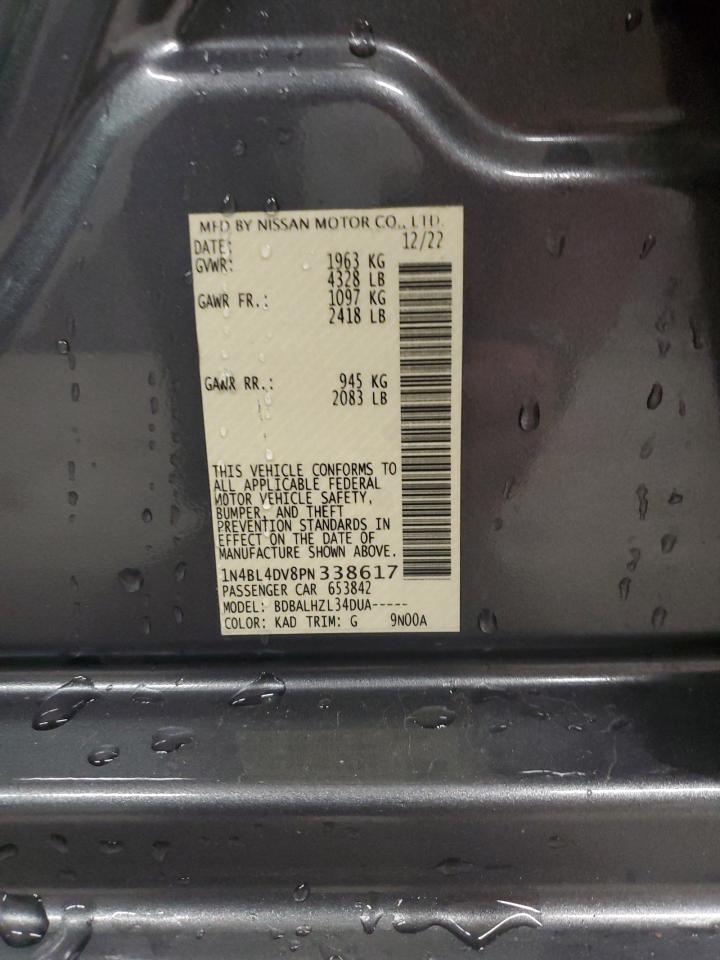 MFD BY NISSAN MOTOR CO., LTD.
DATE: 12/22
GVWR: 1963 KG
4328 LB
GAWR FR.: 1097 KG
2418 LB
GAWR RR.: 945 KG
2083 LB
THIS VEHICLE CONFORMS TO
ALL APPLICABLE FEDERAL
MOTOR VEHICLE SAFETY,
BUMPER, AND THEFT
PREVENTION STANDARDS IN
EFFECT ON THE DATE OF
MANUFACTURE SHOWN ABOVE.
1N4BL4DV8PN338617
PASSENGER CAR 653842
MODEL: BDBALHZL34DUA-----
COLOR: KAD TRIM: G 9N00A